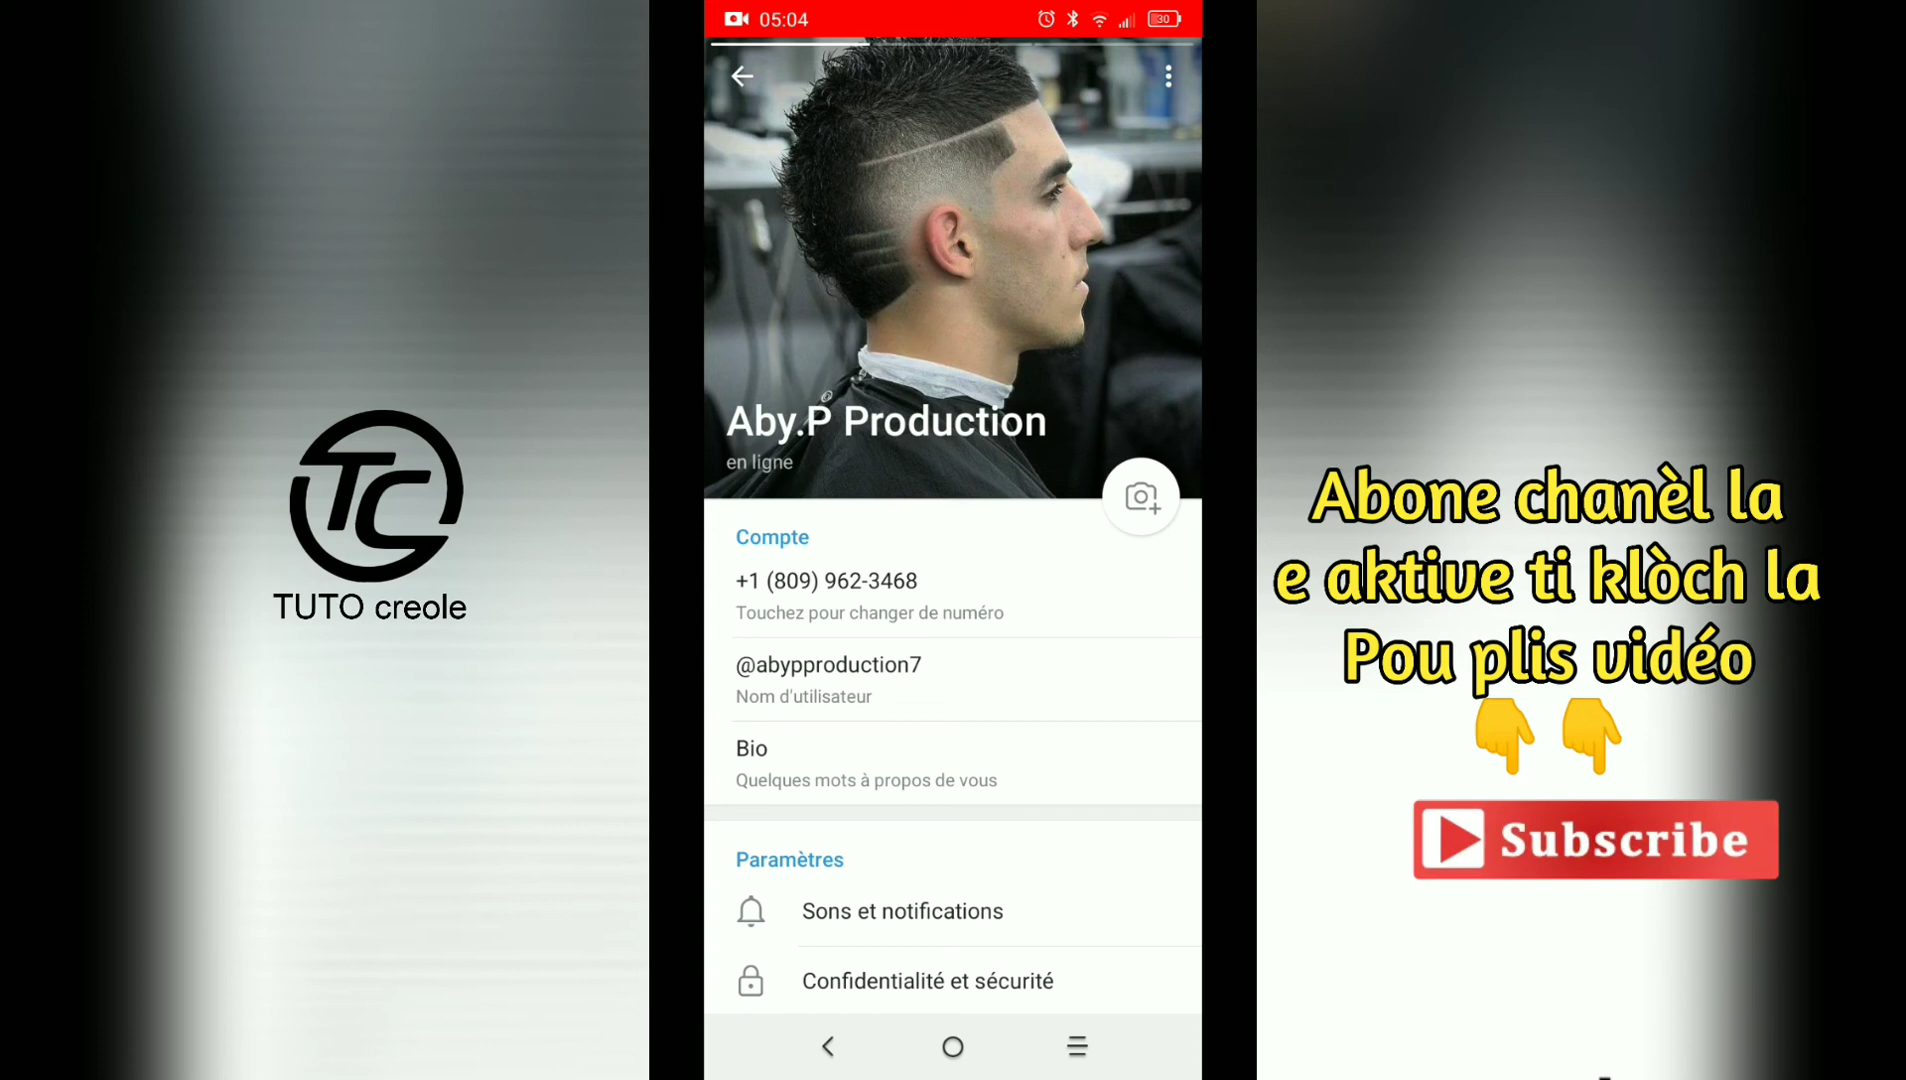 05:04
30
Aby.P Production
en ligne
Compte
+1 (809) 962-3468
Touchez pour changer de numéro
@abypproduction7
Nom d'utilisateur
Bio
Quelques mots à propos de vous
Paramètres
Sons et notifications
Confidentialité et sécurité
TC
TUTO creole
Abone chanèl la
e aktive ti klòch la
Pou plis vidéo
Subscribe